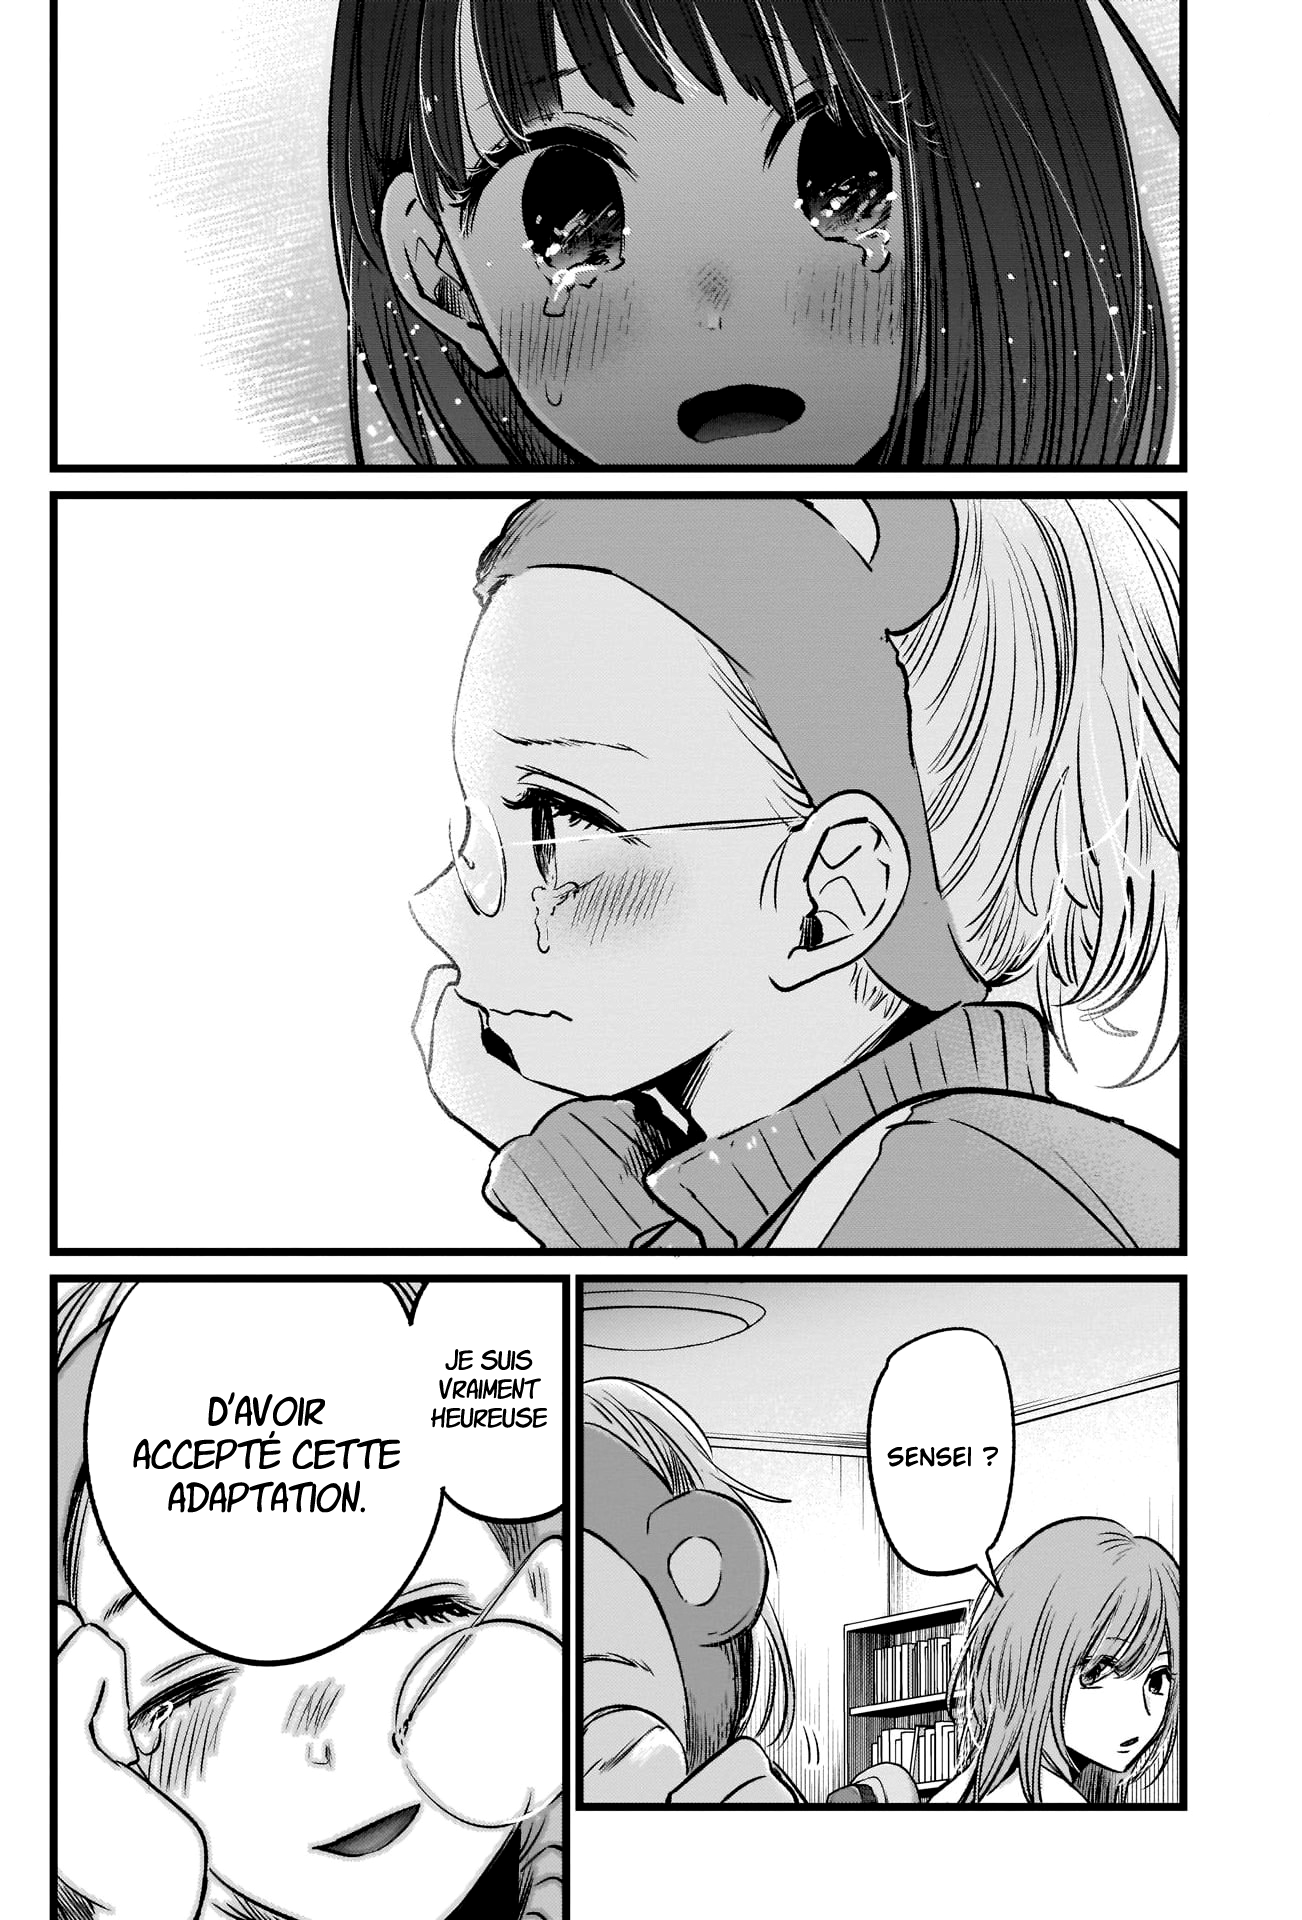 SENSEI ?
JE SUIS
VRAIMENT
HEUREUSE
D'AVOIR
ACCEPTÉ CETTE
ADAPTATION.